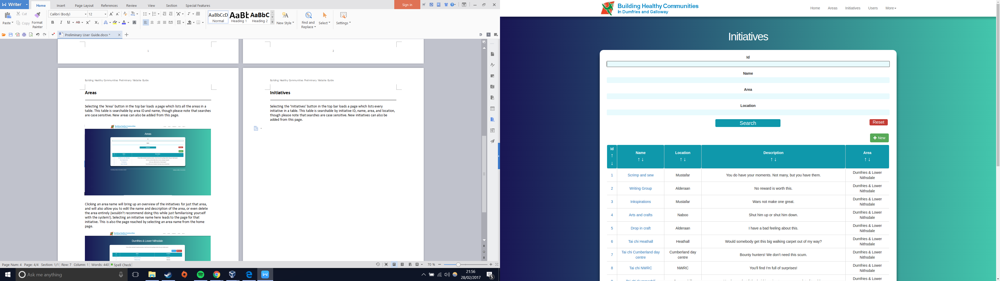 Writer
Home Insert Page Layout References Review View Section Special Features
Sign in
Paste Cut Copy Format Painter
Calibri (Body) 12
AaBbCcD AaBb AaBbC
Normal Heading 1 Heading 2
New Style Find and Replace Select Settings
Preliminary User Guide.docx *
1
2
Building Healthy Communities Preliminary Website Guide
Areas
Selecting the ‘Area’ button in the top bar loads a page which lists all the areas in a
table. This table is searchable by area ID and name, though please note that searches
are case sensitive. New areas can also be added from this page.
Building Healthy Communities
Areas
Search
Clicking an area name will bring up an overview of the initiatives for just that area,
and will also allow you to edit the name and description of the area, or even delete
the area entirely (wouldn’t recommend doing this while just familiarising yourself
with the system!). Selecting an initiative name here leads to the page for that
initiative. This is also the page reached by selecting an area name from the home
page.
Building Healthy Communities
Dumfries & Lower Nithsdale
Building Healthy Communities Preliminary Website Guide
Initiatives
Selecting the ‘Initiatives’ button in the top bar loads a page which lists every
initiative in a table. This table is searchable by initiative ID, name, area, and location,
though please note that searches are case sensitive. New initiatives can also be
added from this page.
Page Num: 4 Page: 4/4 Section: 1/1 Row: 7 Column: 1 Words: 440 Spell Check
70 %
Ask me anything
21:56
28/02/2017
5
Building Healthy Communities
in Dumfries and Galloway
Home Areas Initiatives Users More
Initiatives
Id
Name
Area
Location
Search
Reset
New
Id Name Location Description Area
↑ ↓ ↑ ↓ ↑ ↓ ↑ ↓ ↑ ↓
1 Scrimp and sew Mustafar You do have your moments. Not many, but you have them. Dumfries & Lower Nithsdale
2 Writing Group Alderaan No reward is worth this. Dumfries & Lower Nithsdale
3 Inkspirations Mustafar Wars not make one great. Dumfries & Lower Nithsdale
4 Arts and crafts Naboo Shut him up or shut him down. Dumfries & Lower Nithsdale
5 Drop in craft Alderaan I have a bad feeling about this. Dumfries & Lower Nithsdale
6 Tai chi Heathall Heathall Would somebody get this big walking carpet out of my way? Dumfries & Lower Nithsdale
7 Tai chi Cumberland day centre Cumberland day centre Bounty hunters! We don't need this scum. Dumfries & Lower Nithsdale
8 Tai chi NWRC NWRC You'll find I'm full of surprises! Dumfries & Lower Nithsdale
Dumfries & Lower